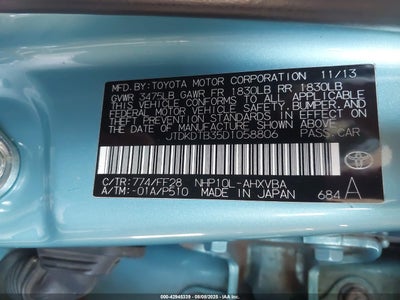 MFD. BY: TOYOTA MOTOR CORPORATION 11/13
GVWR 3475LB GAWR FR 1830LB RR 1830LB
THIS VEHICLE CONFORMS TO ALL APPLICABLE
FEDERAL MOTOR VEHICLE SAFETY, BUMPER, AND
THEFT PREVENTION STANDARDS IN EFFECT ON
THE DATE OF MANUFACTURE SHOWN ABOVE.
JTDKDTB35D1058806 PASS. CAR
C/TR: 774/FF28 NHP10L-AHXVBA
A/TM: -01A/P510 MADE IN JAPAN 684 A
TOYOTA
000-42945339 - 08/08/2025 - IAA Inc.